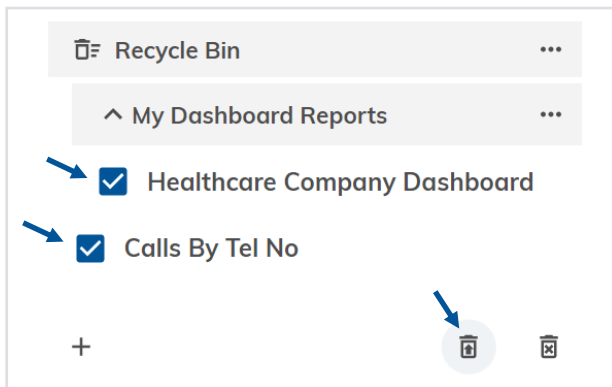 Recycle Bin
My Dashboard Reports
Healthcare Company Dashboard
Calls By Tel No